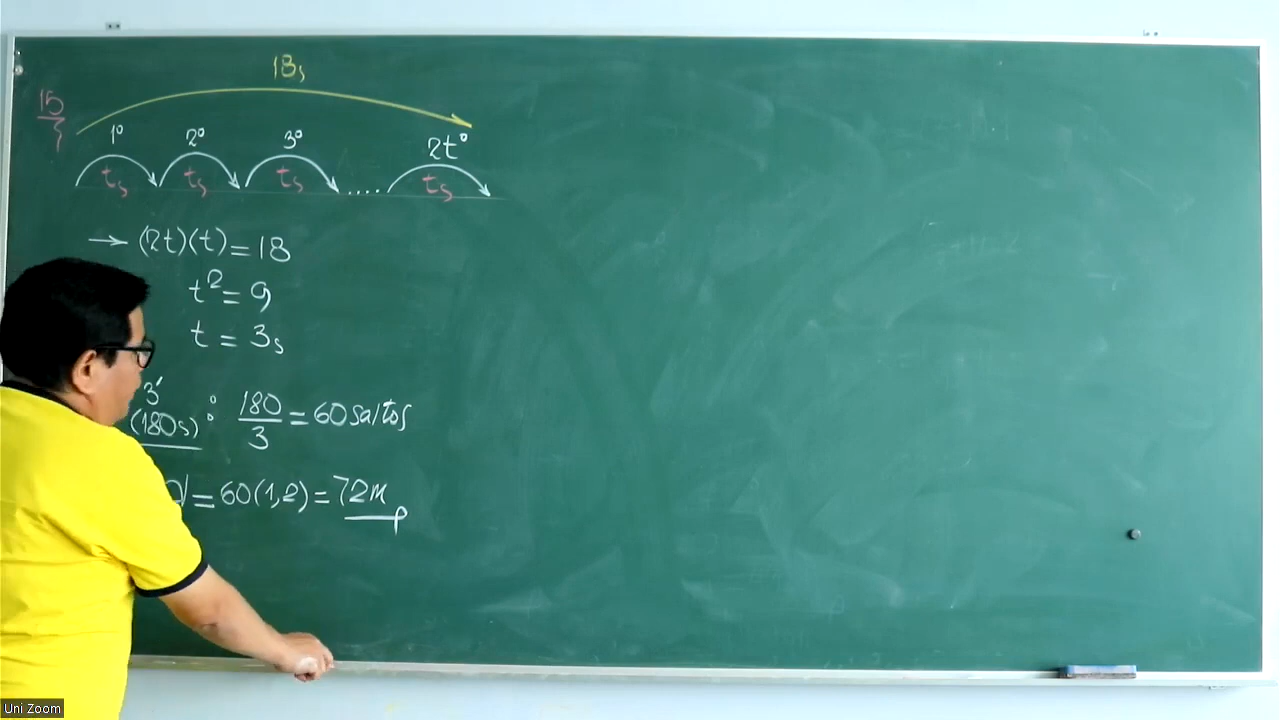 15
18s
1° 2° 3° 2t°
ts ts ts ..... ts
→ (2t)(t) = 18
t² = 9
t = 3s
3'
(180s) : 180/3 = 60 saltos
d = 60(1,2) = 72m
Uni Zoom